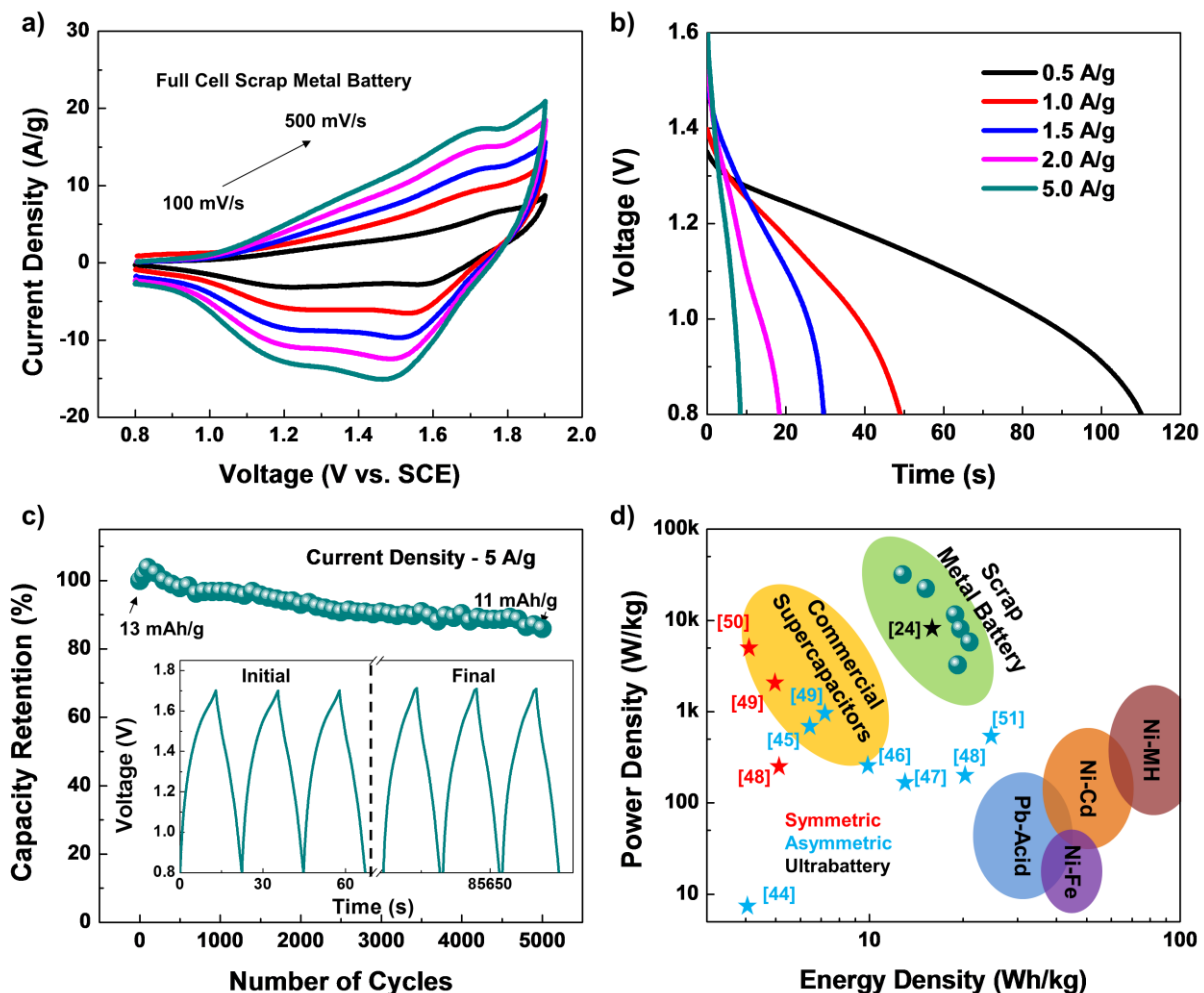 a)
30
20
10
0
-10
-20
Current Density (A/g)
Full Cell Scrap Metal Battery
500 mV/s
100 mV/s
0.8 1.0 1.2 1.4 1.6 1.8 2.0
Voltage (V vs. SCE)
b)
1.6
1.4
1.2
1.0
0.8
Voltage (V)
0.5 A/g
1.0 A/g
1.5 A/g
2.0 A/g
5.0 A/g
0 20 40 60 80 100 120
Time (s)
c)
100
80
60
40
20
0
Capacity Retention (%)
Current Density - 5 A/g
13 mAh/g
11 mAh/g
Initial
Final
1.8
1.6
1.4
1.2
1.0
0.8
Voltage (V)
0 30 60 85650
Time (s)
0 1000 2000 3000 4000 5000
Number of Cycles
d)
100k
10k
1k
100
10
Power Density (W/kg)
Scrap
Metal Battery
[24]
Commercial
Supercapacitors
[50]
[49]
[49]
[45]
[48]
[46]
[47]
[48]
[51]
[44]
Symmetric
Asymmetric
Ultrabattery
Pb-Acid
Ni-Fe
Ni-Cd
Ni-MH
10 100
Energy Density (Wh/kg)